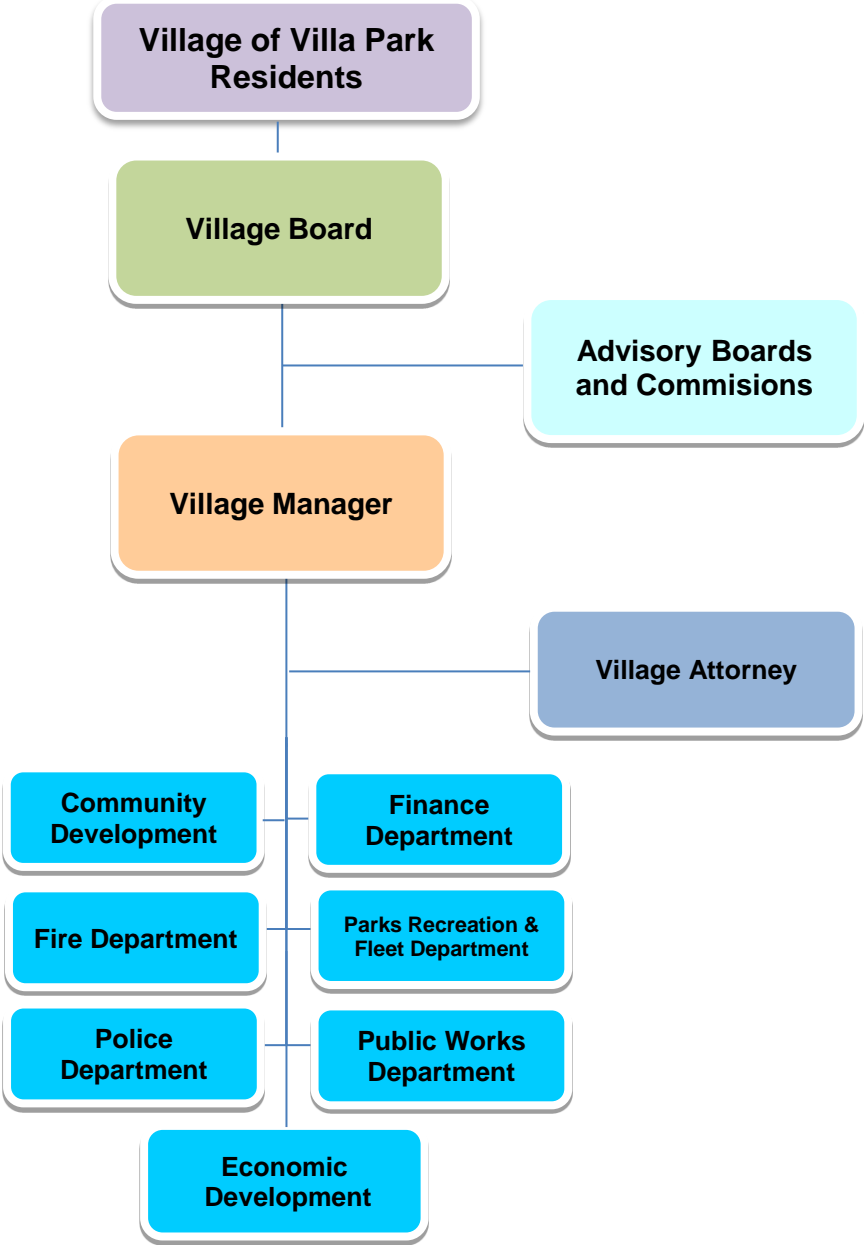 Village of Villa Park
Residents
Village Board
Advisory Boards
and Commisions
Village Manager
Village Attorney
Community
Development
Finance
Department
Fire Department
Parks Recreation &
Fleet Department
Police
Department
Public Works
Department
Economic
Development